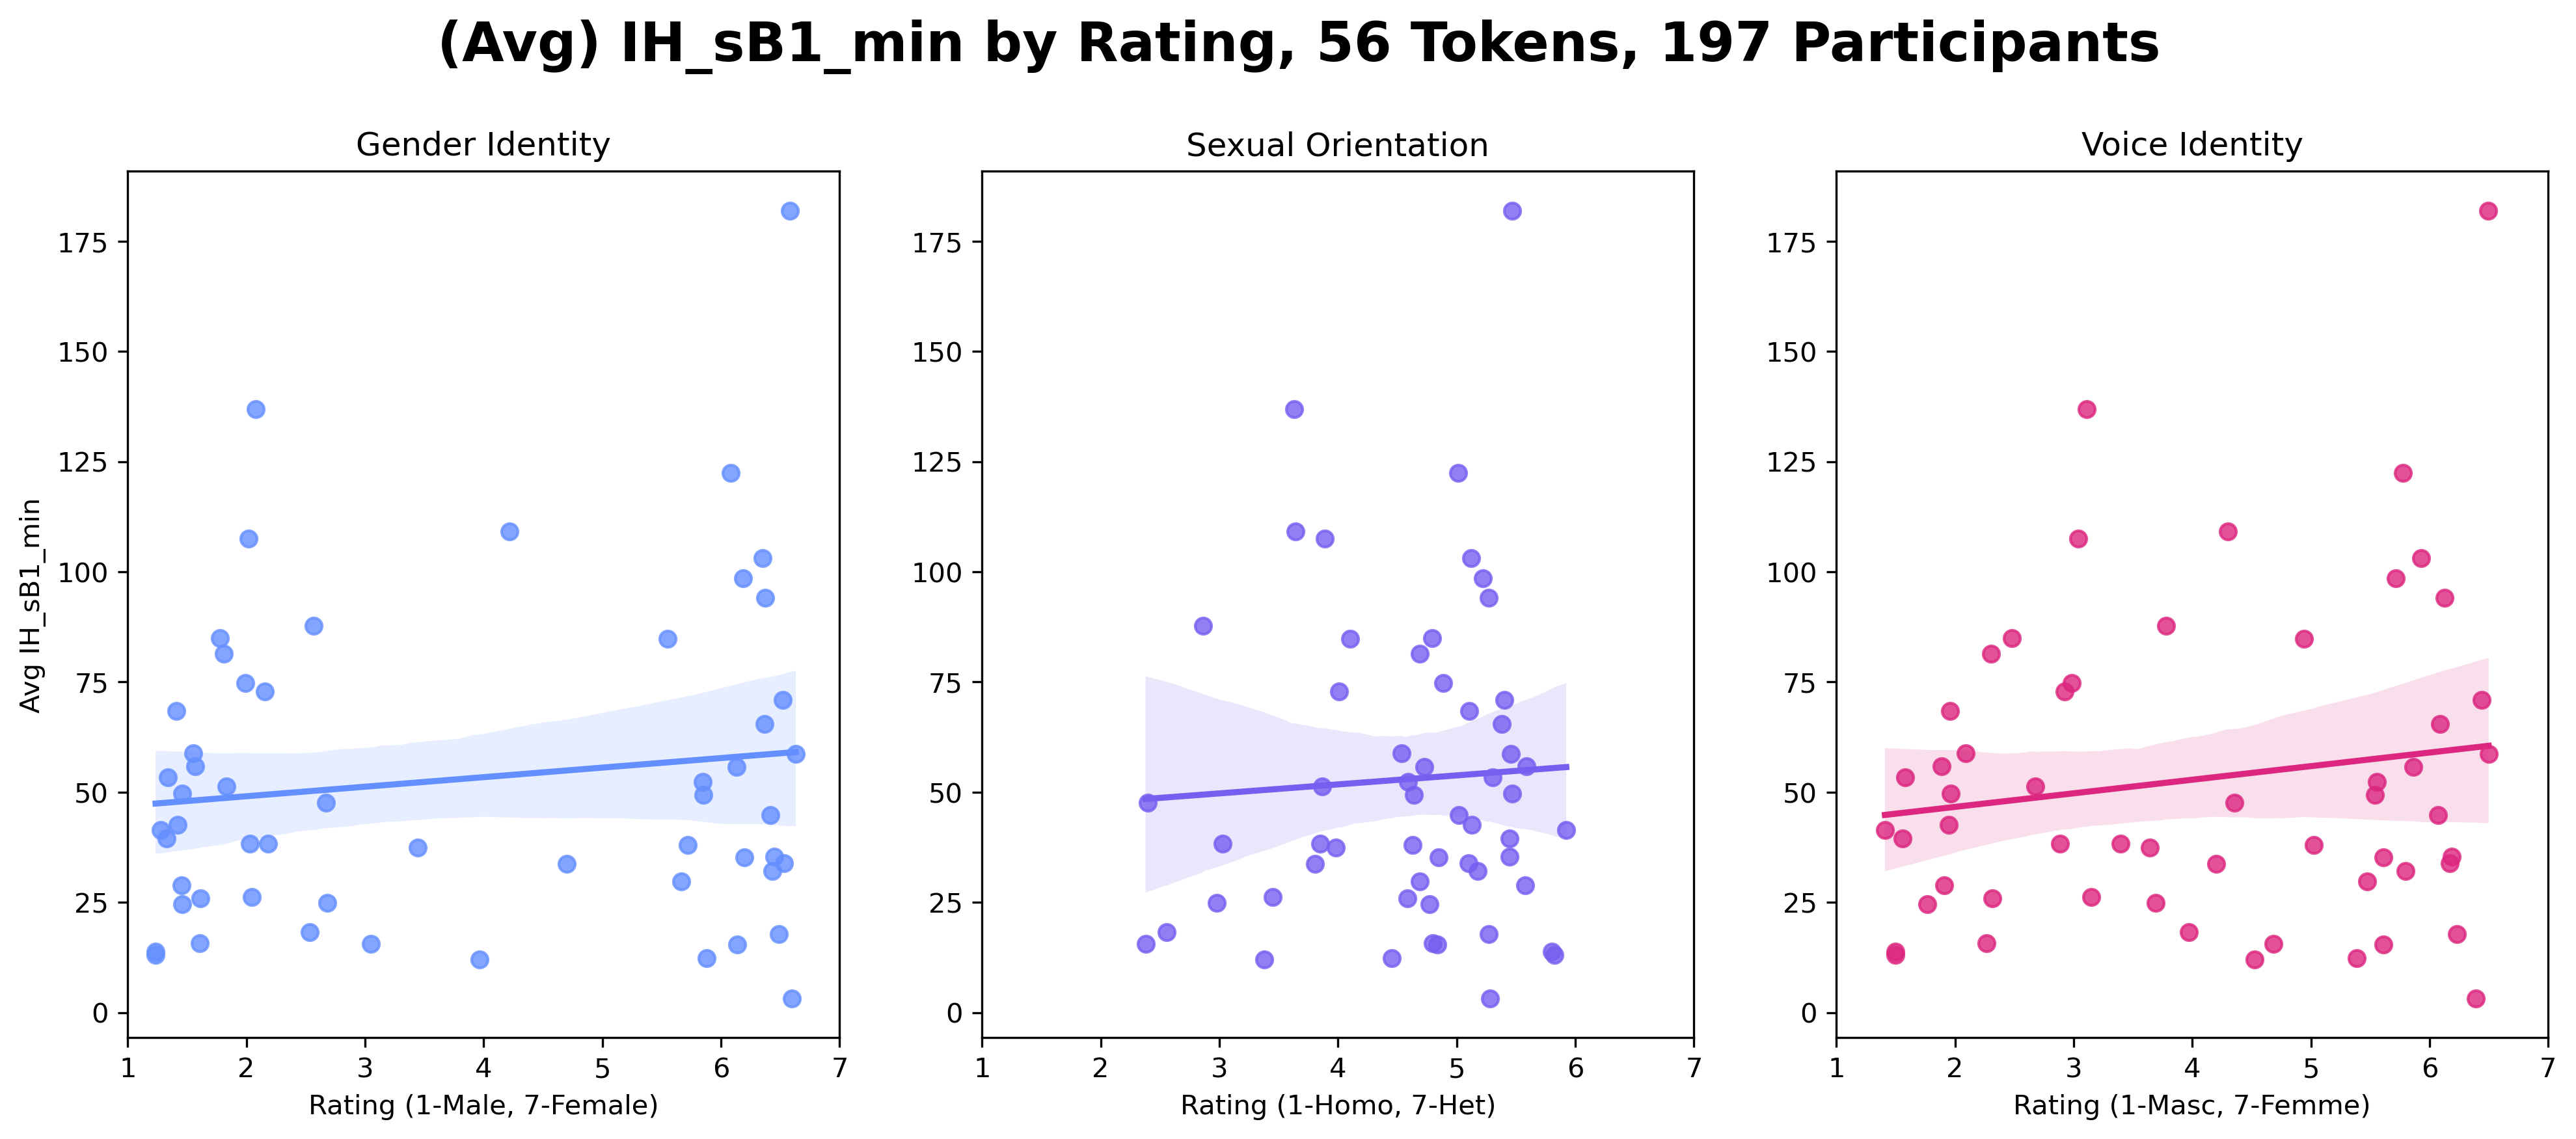 (Avg) IH_sB1_min by Rating, 56 Tokens, 197 Participants
Gender Identity
Sexual Orientation
Voice Identity
Avg IH_sB1_min
175
150
125
100
75
50
25
0
175
150
125
100
75
50
25
0
175
150
125
100
75
50
25
0
1 2 3 4 5 6 7
1 2 3 4 5 6 7
1 2 3 4 5 6 7
Rating (1-Male, 7-Female)
Rating (1-Homo, 7-Het)
Rating (1-Masc, 7-Femme)